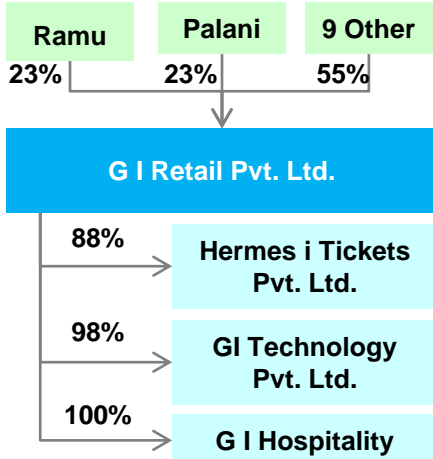 Ramu
Palani
9 Other
23%
23%
55%
G I Retail Pvt. Ltd.
88%
Hermes i Tickets
Pvt. Ltd.
98%
GI Technology
Pvt. Ltd.
100%
G I Hospitality